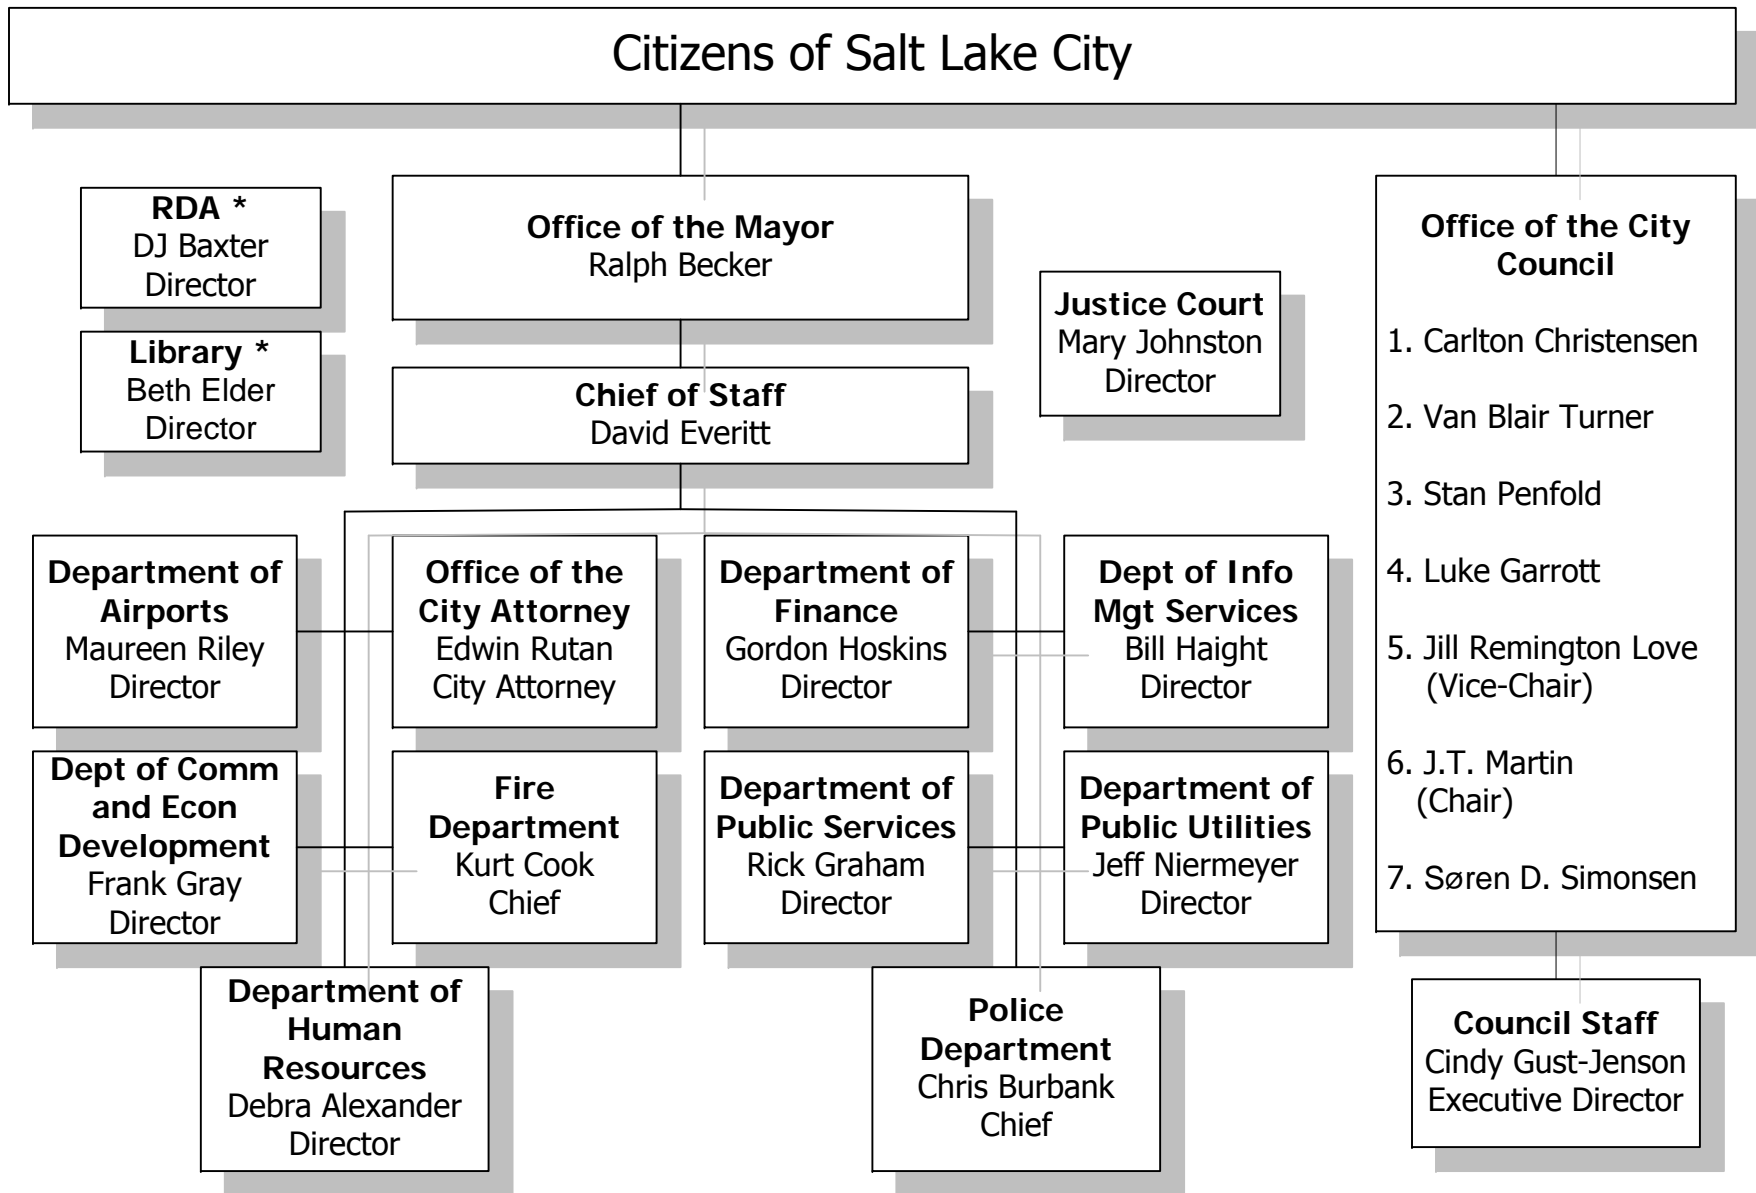 Citizens of Salt Lake City
RDA *
DJ Baxter
Director
Library *
Beth Elder
Director
Office of the Mayor
Ralph Becker
Chief of Staff
David Everitt
Justice Court
Mary Johnston
Director
Office of the City
Council
1. Carlton Christensen
2. Van Blair Turner
3. Stan Penfold
4. Luke Garrott
5. Jill Remington Love
(Vice-Chair)
6. J.T. Martin
(Chair)
7. Søren D. Simonsen
Department of
Airports
Maureen Riley
Director
Office of the
City Attorney
Edwin Rutan
City Attorney
Department of
Finance
Gordon Hoskins
Director
Dept of Info
Mgt Services
Bill Haight
Director
Dept of Comm
and Econ
Development
Frank Gray
Director
Fire
Department
Kurt Cook
Chief
Department of
Public Services
Rick Graham
Director
Department of
Public Utilities
Jeff Niermeyer
Director
Department of
Human
Resources
Debra Alexander
Director
Police
Department
Chris Burbank
Chief
Council Staff
Cindy Gust-Jenson
Executive Director